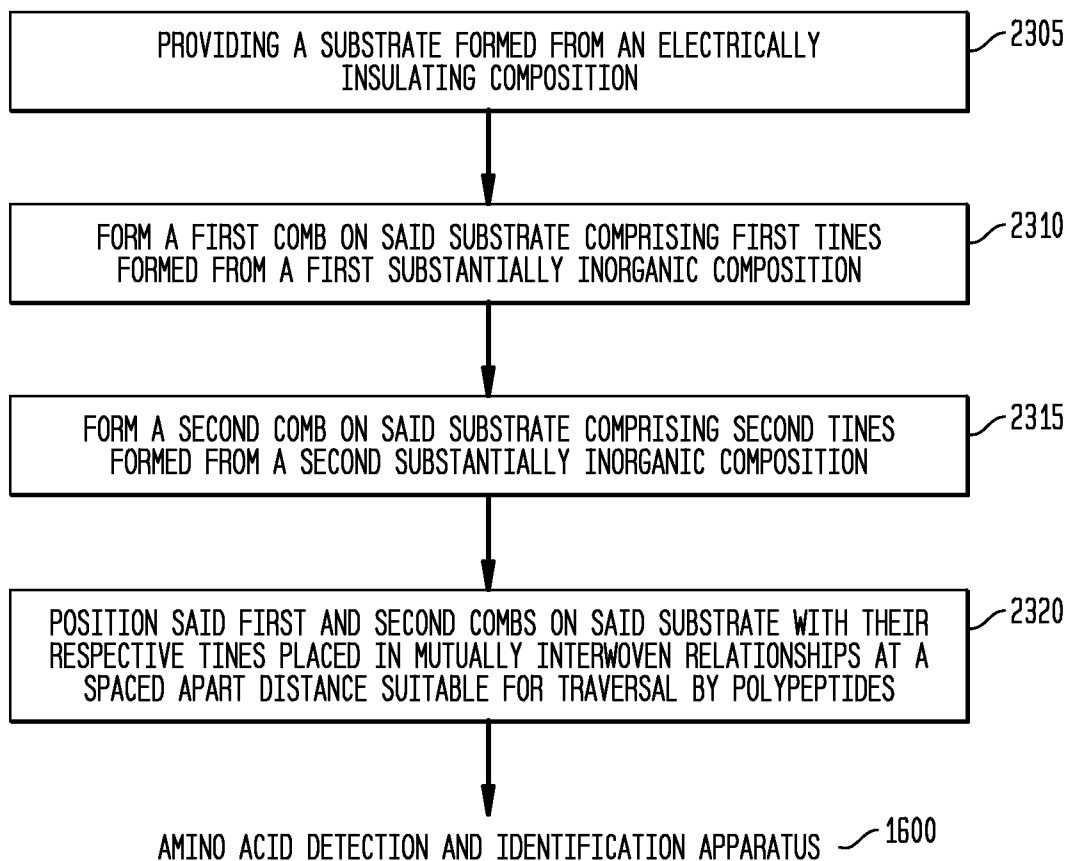 PROVIDING A SUBSTRATE FORMED FROM AN ELECTRICALLY
INSULATING COMPOSITION
2305
FORM A FIRST COMB ON SAID SUBSTRATE COMPRISING FIRST TINES
FORMED FROM A FIRST SUBSTANTIALLY INORGANIC COMPOSITION
2310
FORM A SECOND COMB ON SAID SUBSTRATE COMPRISING SECOND TINES
FORMED FROM A SECOND SUBSTANTIALLY INORGANIC COMPOSITION
2315
POSITION SAID FIRST AND SECOND COMBS ON SAID SUBSTRATE WITH THEIR
RESPECTIVE TINES PLACED IN MUTUALLY INTERWOVEN RELATIONSHIPS AT A
SPACED APART DISTANCE SUITABLE FOR TRAVERSAL BY POLYPEPTIDES
2320
AMINO ACID DETECTION AND IDENTIFICATION APPARATUS
1600